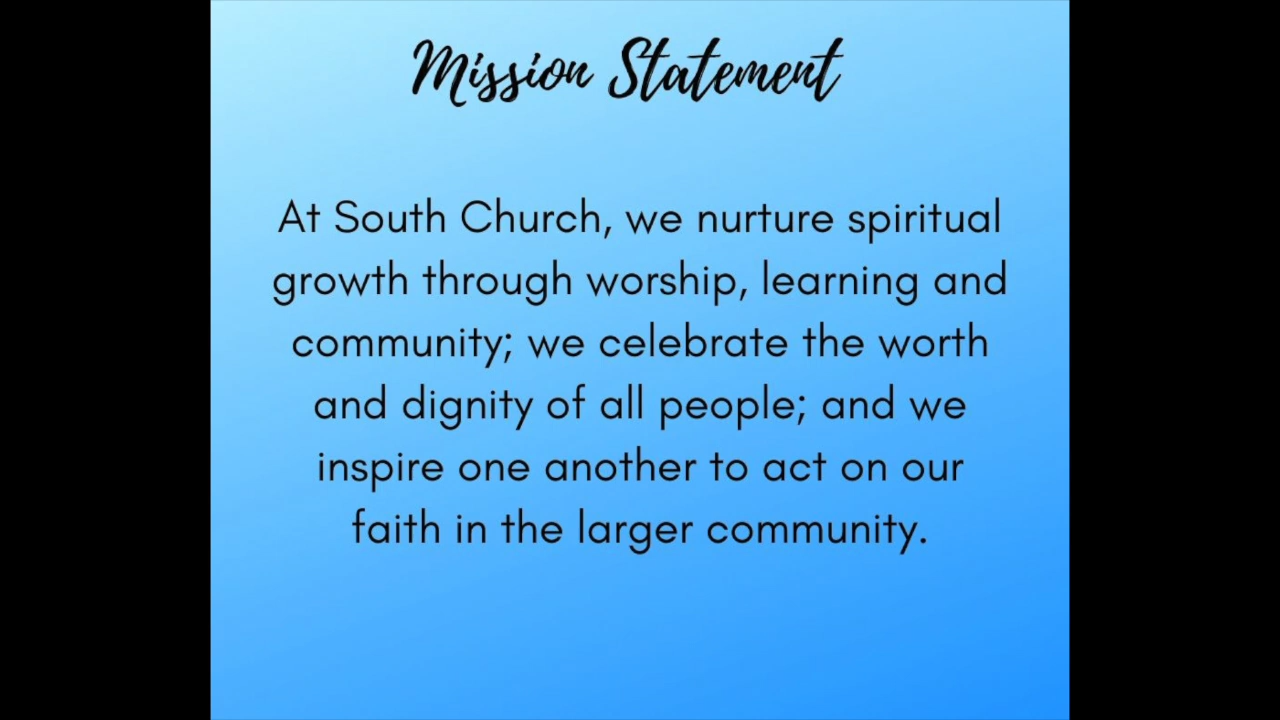 Mission Statement
At South Church, we nurture spiritual
growth through worship, learning and
community; we celebrate the worth
and dignity of all people; and we
inspire one another to act on our
faith in the larger community.